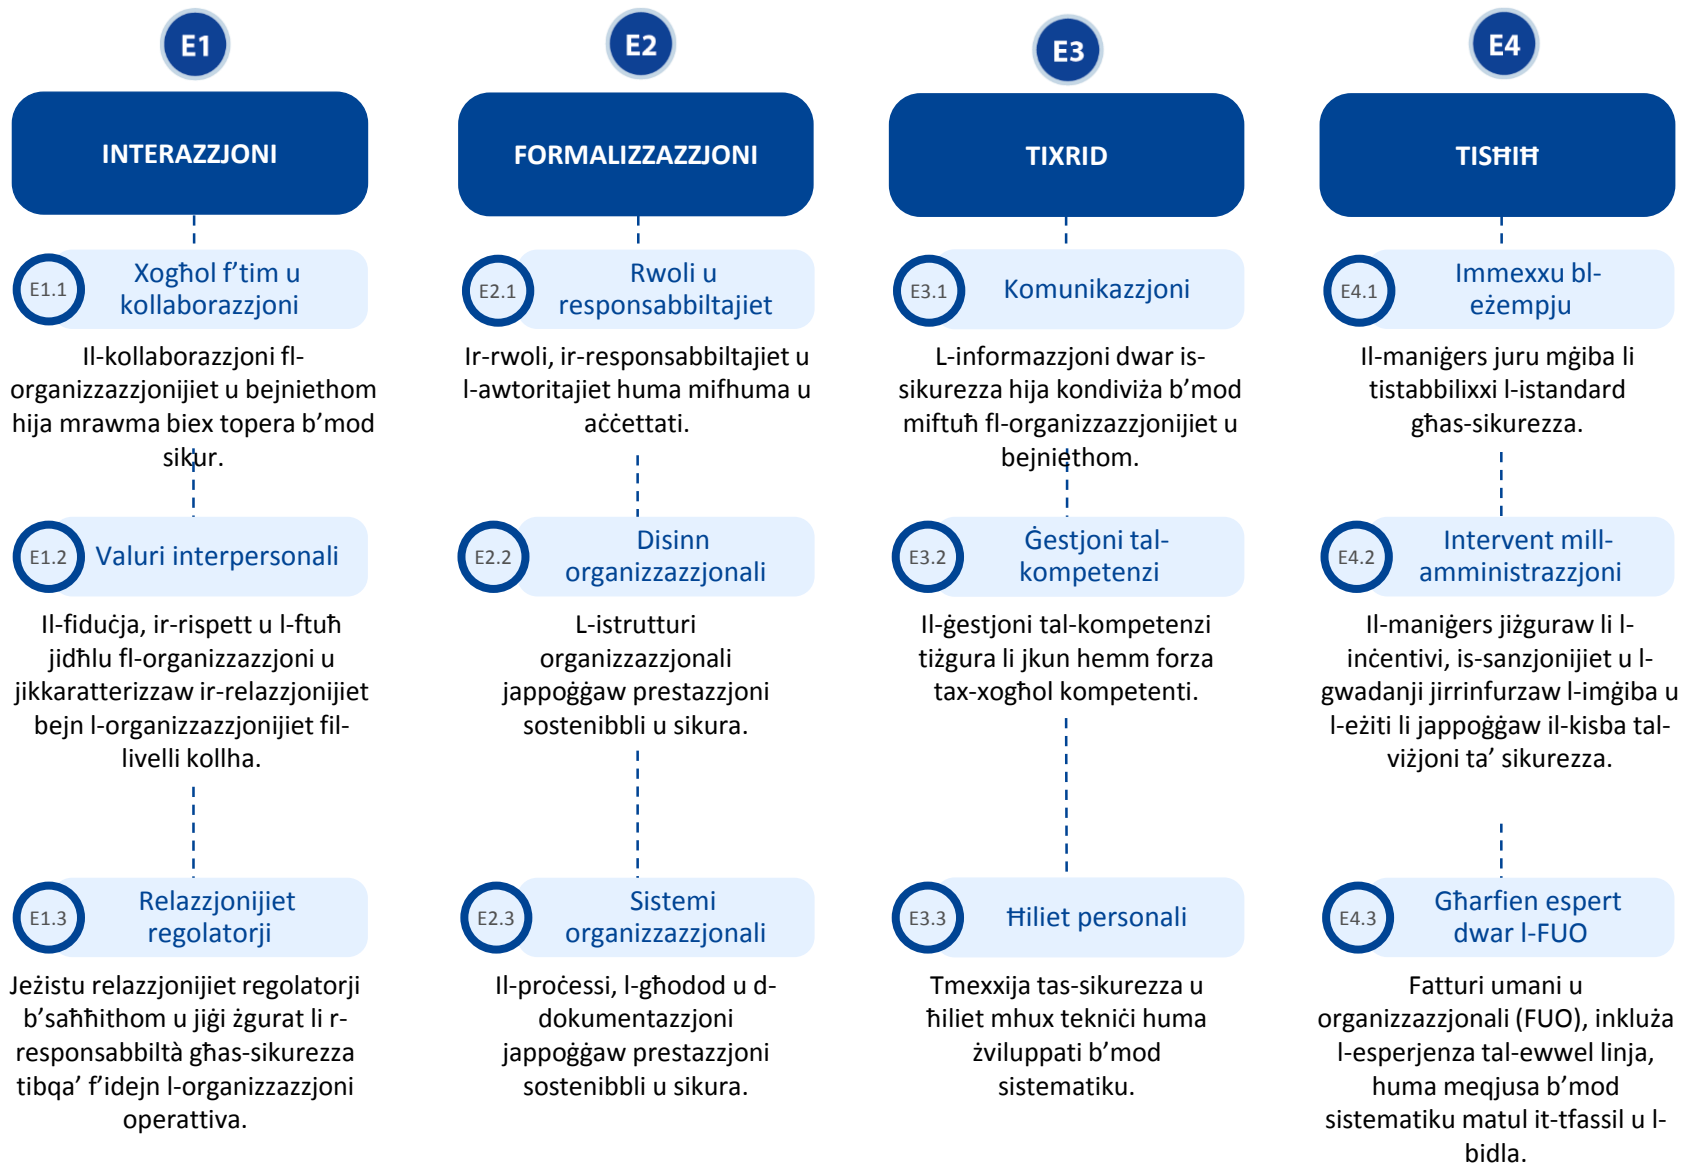 E1
INTERAZZJONI
E1.1
Xogħol f'tim u
kollaborazzjoni
Il-kollaborazzjoni fl-
organizzazzjonijiet u bejniethom
hija mrawma biex topera b'mod
sikur.
E1.2
Valuri interpersonali
Il-fiduċja, ir-rispett u l-ftuħ
jidħlu fl-organizzazzjoni u
jikkaratterizzaw ir-relazzjonijiet
bejn l-organizzazzjonijiet fil-
livelli kollha.
E1.3
Relazzjonijiet
regolatorji
Jeżistu relazzjonijiet regolatorji
b'saħħithom u jiġi żgurat li r-
responsabbiltà għas-sikurezza
tibqa' f'idejn l-organizzazzjoni
operattiva.
E2
FORMALIZZAZZJONI
E2.1
Rwoli u
responsabbiltajiet
Ir-rwoli, ir-responsabbiltajiet u
l-awtoritajiet huma mifhuma u
aċċettati.
E2.2
Disinn
organizzazzjonali
L-istrutturi
organizzazzjonali
jappoġġaw prestazzjoni
sostenibbli u sikura.
E2.3
Sistemi
organizzazzjonali
Il-proċessi, l-għodod u d-
dokumentazzjoni
jappoġġaw prestazzjoni
sostenibbli u sikura.
E3
TIXRID
E3.1
Komunikazzjoni
L-informazzjoni dwar is-
sikurezza hija kondiviża b'mod
miftuħ fl-organizzazzjonijiet u
bejniethom.
E3.2
Ġestjoni tal-
kompetenzi
Il-ġestjoni tal-kompetenzi
tiżgura li jkun hemm forza
tax-xogħol kompetenti.
E3.3
Ħiliet personali
Tmexxija tas-sikurezza u
ħiliet mhux tekniċi huma
żviluppati b'mod
sistematiku.
E4
TISĦIĦ
E4.1
Immexxu bl-
eżempju
Il-maniġers juru mġiba li
tistabbilixxi l-istandard
għas-sikurezza.
E4.2
Intervent mill-
amministrazzjoni
Il-maniġers jiżguraw li l-
inċentivi, is-sanzjonijiet u l-
gwadanji jirrinfurzaw l-imġiba u
l-eżiti li jappoġġaw il-kisba tal-
viżjoni ta' sikurezza.
E4.3
Għarfien espert
dwar l-FUO
Fatturi umani u
organizzazzjonali (FUO), inkluża
l-esperjenza tal-ewwel linja,
huma meqjusa b'mod
sistematiku matul it-tfassil u l-
bidla.